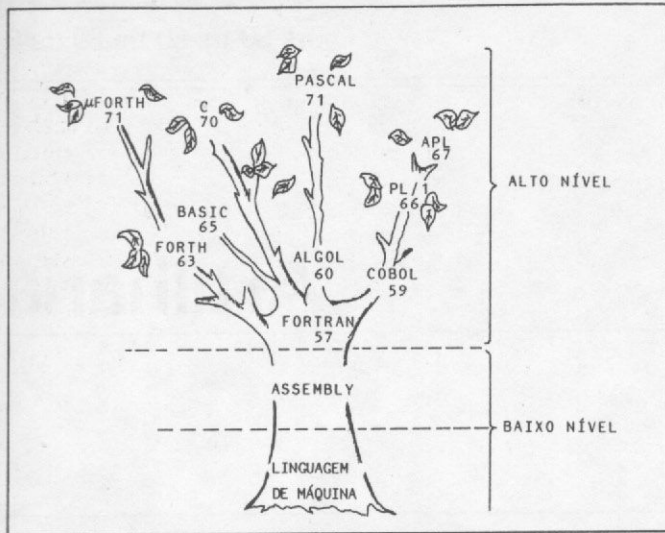 PASCAL
71
µFORTH
71
C
70
APL
67
PL/1
66
BASIC
65
FORTH
63
ALGOL
60
COBOL
59
FORTRAN
57
ALTO NÍVEL
ASSEMBLY
BAIXO NÍVEL
LINGUAGEM
DE MÁQUINA